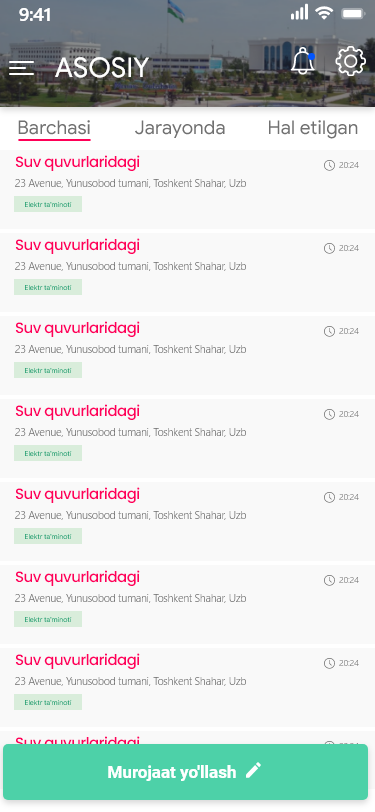 9:41
ASOSIY
Barchasi Jarayonda Hal etilgan
Suv quvurlaridagi 20:24
23 Avenue, Yunusobod tumani, Toshkent Shahar, Uzb
Elektr ta'minoti
Suv quvurlaridagi 20:24
23 Avenue, Yunusobod tumani, Toshkent Shahar, Uzb
Elektr ta'minoti
Suv quvurlaridagi 20:24
23 Avenue, Yunusobod tumani, Toshkent Shahar, Uzb
Elektr ta'minoti
Suv quvurlaridagi 20:24
23 Avenue, Yunusobod tumani, Toshkent Shahar, Uzb
Elektr ta'minoti
Suv quvurlaridagi 20:24
23 Avenue, Yunusobod tumani, Toshkent Shahar, Uzb
Elektr ta'minoti
Suv quvurlaridagi 20:24
23 Avenue, Yunusobod tumani, Toshkent Shahar, Uzb
Elektr ta'minoti
Suv quvurlaridagi 20:24
23 Avenue, Yunusobod tumani, Toshkent Shahar, Uzb
Elektr ta'minoti
Suv quvurlaridagi
Murojaat yo'llash